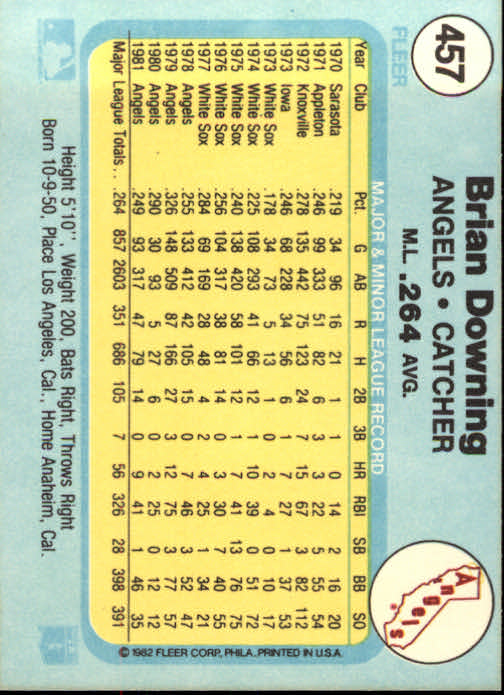 457
FLEER
Brian Downing
ANGELS • CATCHER
M.L. .264 AVG.
Angels
MAJOR & MINOR LEAGUE RECORD
Year Club Pct. G AB R H 2B 3B HR RBI SB BB SO
1970 Sarasota .219 34 96 16 21 1 1 0 14 2 16 20
1971 Appleton .246 99 333 51 82 6 3 3 22 5 55 54
1972 Knoxville .278 135 442 75 123 24 3 15 67 3 82 112
1973 Iowa .246 68 228 34 56 6 1 7 27 1 37 53
1973 White Sox .178 34 73 5 13 1 0 2 4 0 10 17
1974 White Sox .225 108 293 41 66 12 1 10 39 0 51 72
1975 White Sox .240 138 420 58 101 12 1 7 41 13 76 75
1976 White Sox .256 104 317 38 81 14 0 3 30 7 40 55
1977 White Sox .284 69 169 28 48 4 2 4 25 1 34 21
1978 Angels .255 133 412 42 105 15 0 7 46 3 52 47
1979 Angels .326 148 509 87 166 27 3 12 75 3 77 57
1980 Angels .290 30 93 5 27 6 0 2 25 0 12 12
1981 Angels .249 93 317 47 79 14 0 9 41 1 46 35
Major League Totals . . .264 857 2603 351 686 105 7 56 326 28 398 391
© 1982 FLEER CORP., PHILA. PRINTED IN U.S.A.
Height 5'10", Weight 200, Bats Right, Throws Right
Born 10-9-50, Place Los Angeles, Cal., Home Anaheim, Cal.